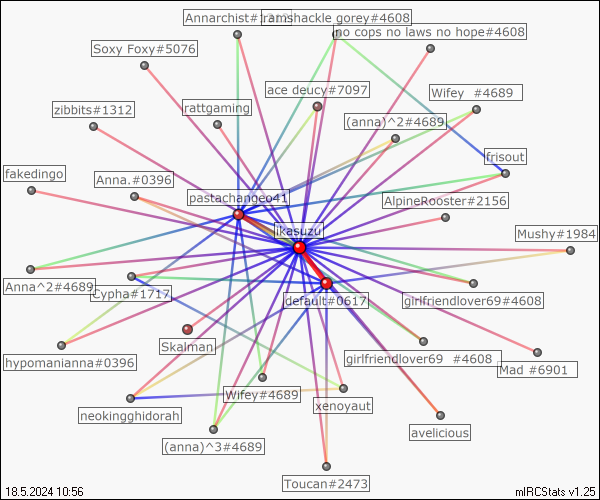 Annarchist#1312
ramshackle gorey#4608
no cops no laws no hope#4608
Soxy Foxy#5076
ace deucy#7097
Wifey  #4689
zibbits#1312
rattgaming
(anna)^2#4689
frisout
fakedingo
Anna.#0396
pastachangeo41
AlpineRooster#2156
ikasuzu
Mushy#1984
Anna^2#4689
Cypha#1717
default#0617
girlfriendlover69#4608
Skalman
hypomanianna#0396
girlfriendlover69  #4608
Mad #6901
Wifey#4689
xenoyaut
neokingghidorah
avelicious
(anna)^3#4689
Toucan#2473
18.5.2024 10:56
mIRCStats v1.25